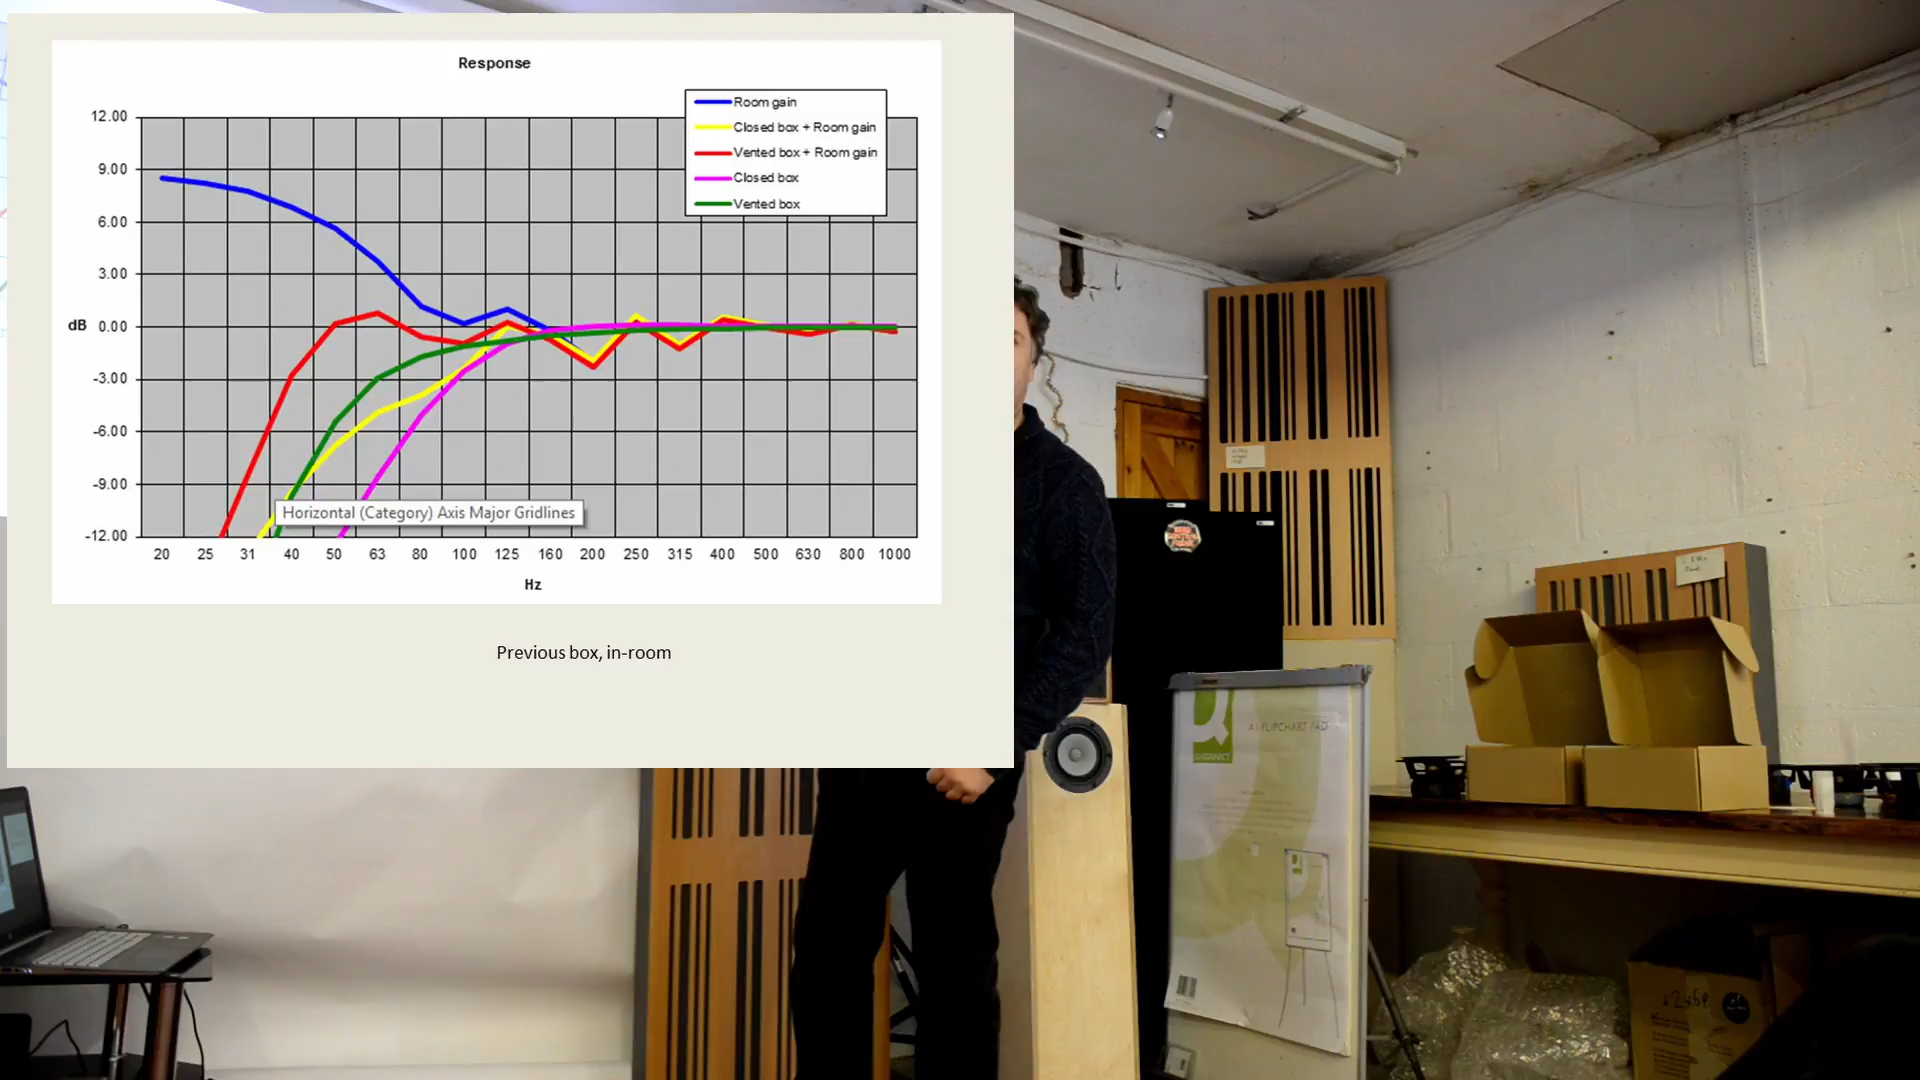 Response
Room gain
Closed box + Room gain
Vented box + Room gain
Closed box
Vented box
12.00
9.00
6.00
3.00
0.00
-3.00
-6.00
-9.00
-12.00
dB
Horizontal (Category) Axis Major Gridlines
20 25 31 40 50 63 80 100 125 160 200 250 315 400 500 630 800 1000
Hz
Previous box, in-room
A1 FLIPCHART PAD
Q-CONNECT